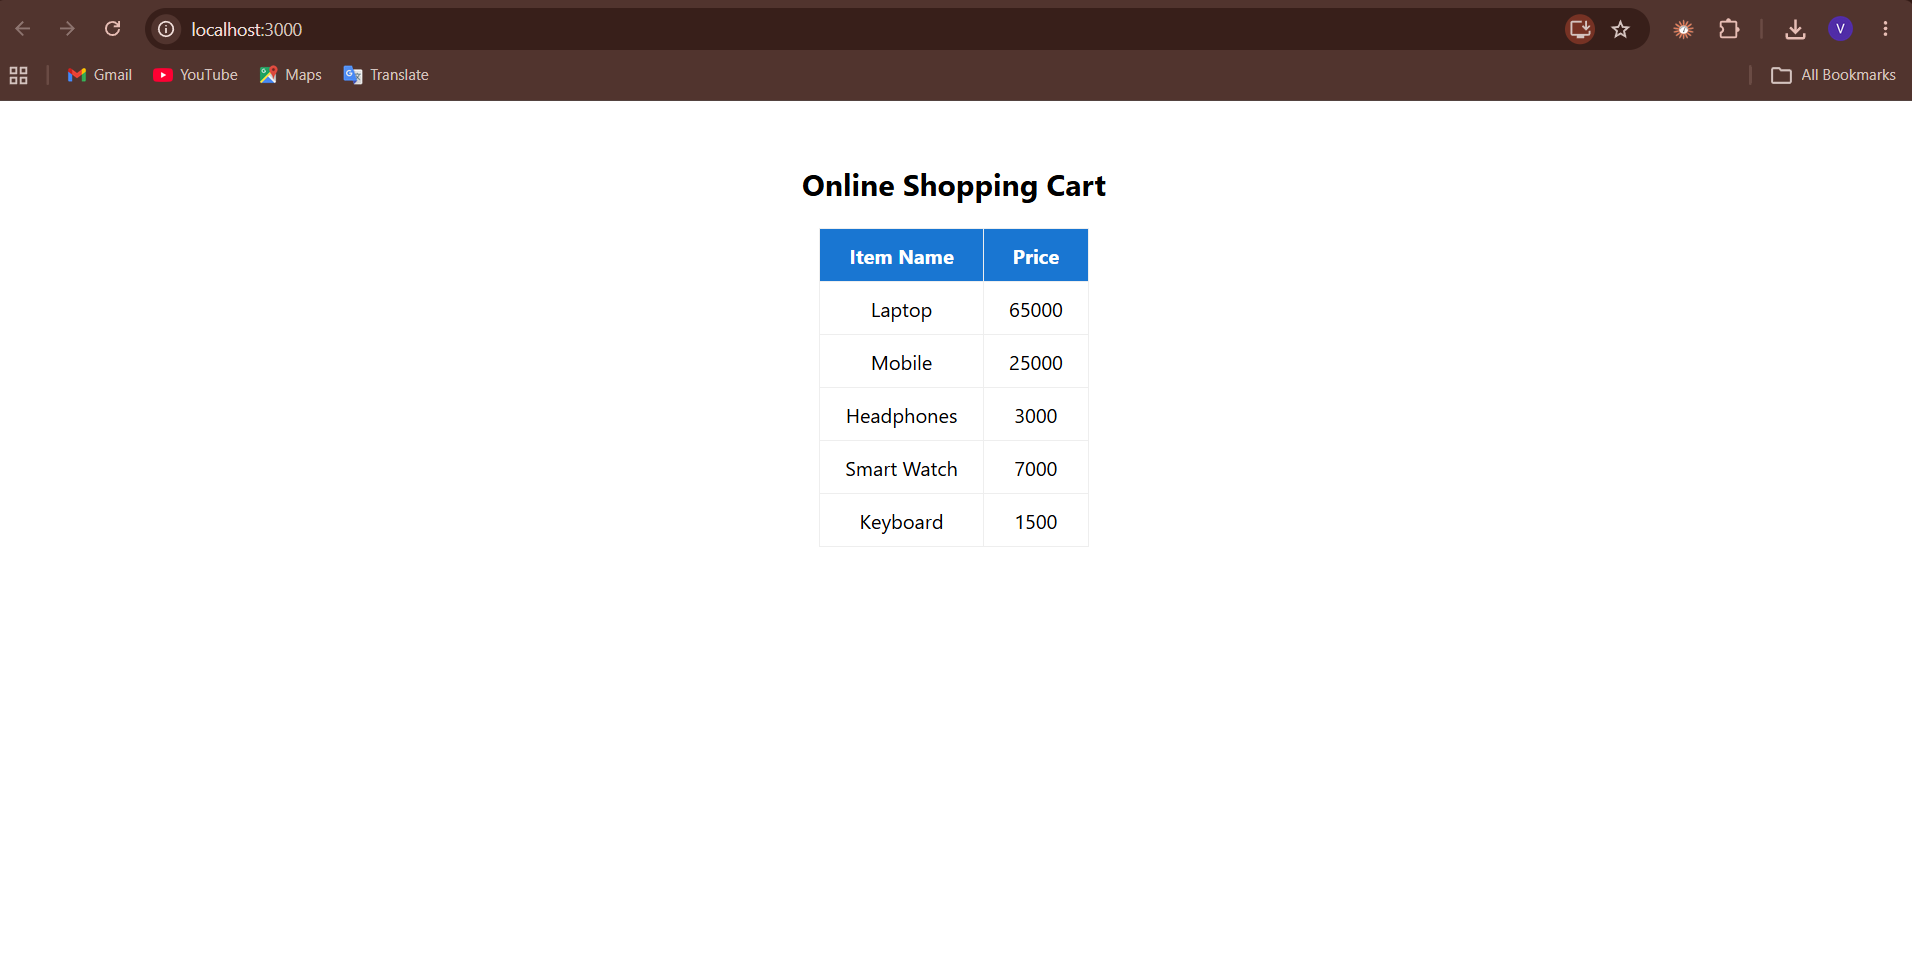 localhost:3000
V
Gmail YouTube Maps Translate All Bookmarks
Online Shopping Cart
Item Name Price
Laptop 65000
Mobile 25000
Headphones 3000
Smart Watch 7000
Keyboard 1500